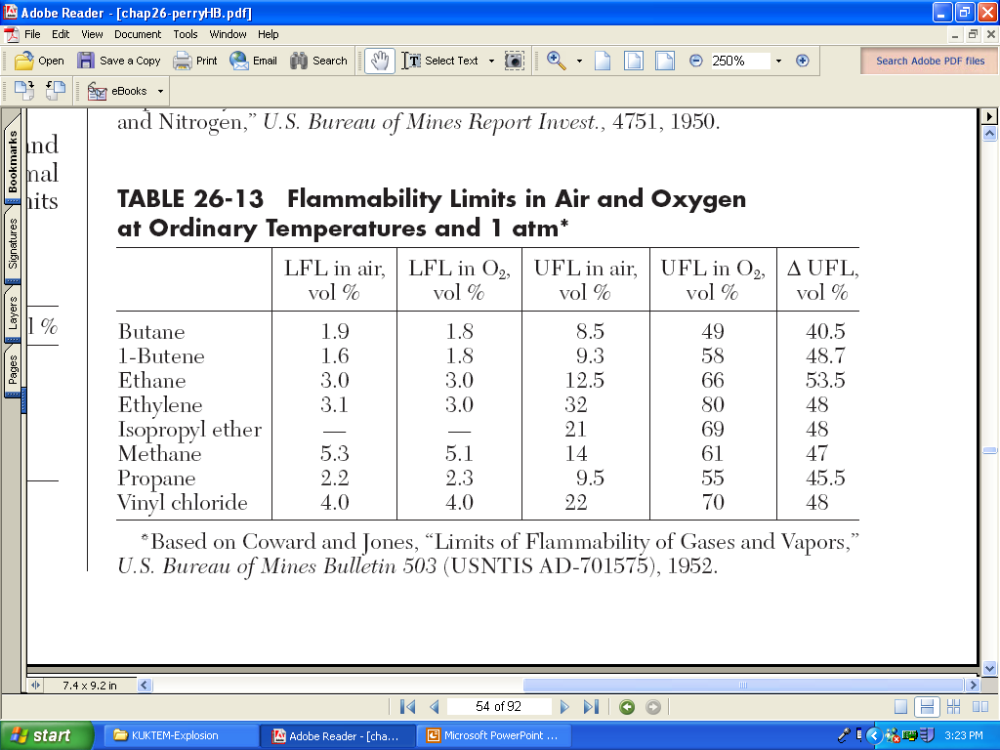 Adobe Reader - [chap26-perryHB.pdf]
File Edit View Document Tools Window Help
Open Save a Copy Print Email Search Select Text 250% Search Adobe PDF files
eBooks
Bookmarks
Signatures
Layers
Pages
and
mal
nits
l %
and Nitrogen,” U.S. Bureau of Mines Report Invest., 4751, 1950.
TABLE 26-13 Flammability Limits in Air and Oxygen
at Ordinary Temperatures and 1 atm*
LFL in air, LFL in O2, UFL in air, UFL in O2, Δ UFL,
vol % vol % vol % vol % vol %
Butane 1.9 1.8 8.5 49 40.5
1-Butene 1.6 1.8 9.3 58 48.7
Ethane 3.0 3.0 12.5 66 53.5
Ethylene 3.1 3.0 32 80 48
Isopropyl ether — — 21 69 48
Methane 5.3 5.1 14 61 47
Propane 2.2 2.3 9.5 55 45.5
Vinyl chloride 4.0 4.0 22 70 48
*Based on Coward and Jones, “Limits of Flammability of Gases and Vapors,”
U.S. Bureau of Mines Bulletin 503 (USNTIS AD-701575), 1952.
7.4 x 9.2 in
54 of 92
start KUKTEM-Explosion Adobe Reader - [cha... Microsoft PowerPoint ... 3:23 PM